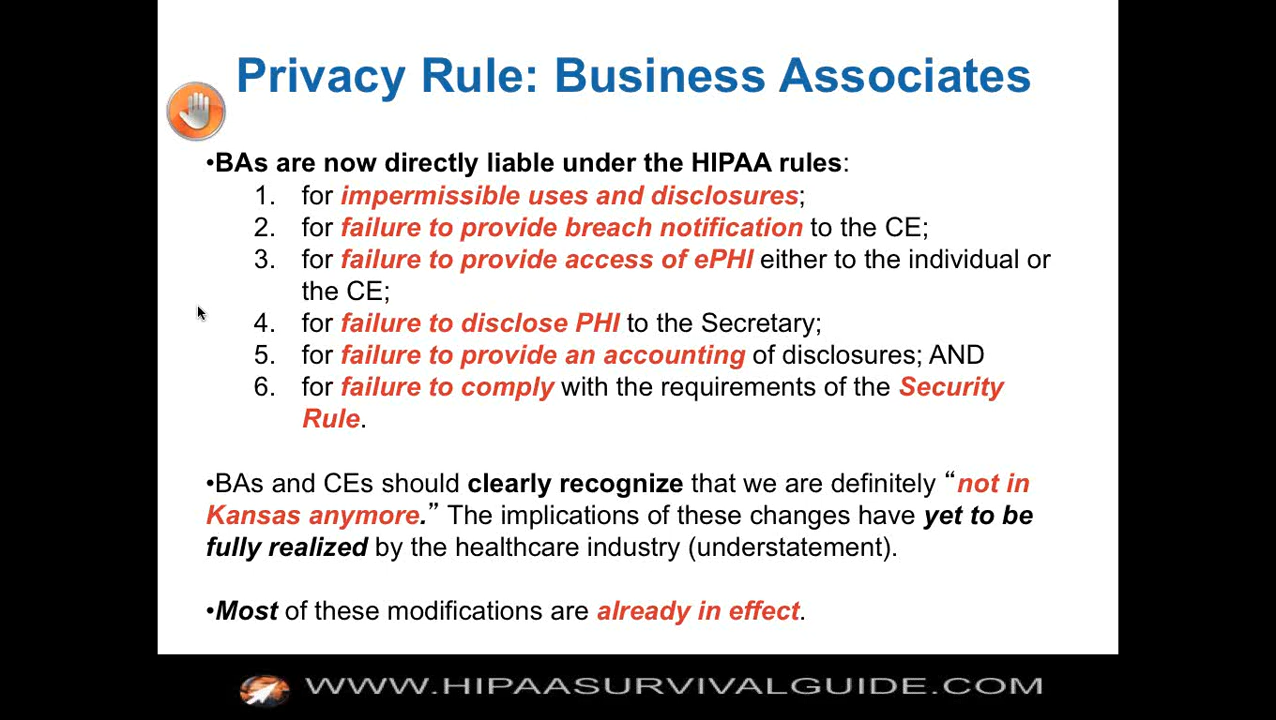 Privacy Rule: Business Associates
•BAs are now directly liable under the HIPAA rules:
1. for impermissible uses and disclosures;
2. for failure to provide breach notification to the CE;
3. for failure to provide access of ePHI either to the individual or
the CE;
4. for failure to disclose PHI to the Secretary;
5. for failure to provide an accounting of disclosures; AND
6. for failure to comply with the requirements of the Security
Rule.
•BAs and CEs should clearly recognize that we are definitely “not in
Kansas anymore.” The implications of these changes have yet to be
fully realized by the healthcare industry (understatement).
•Most of these modifications are already in effect.
WWW.HIPAASURVIVALGUIDE.COM